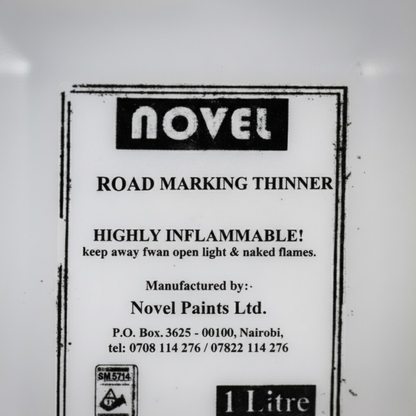 NOVEL
ROAD MARKING THINNER
HIGHLY INFLAMMABLE!
keep away fwan open light & naked flames.
Manufactured by:-
Novel Paints Ltd.
P.O. Box. 3625 - 00100, Nairobi,
tel: 0708 114 276 / 07822 114 276
SM 5714
1 Litre